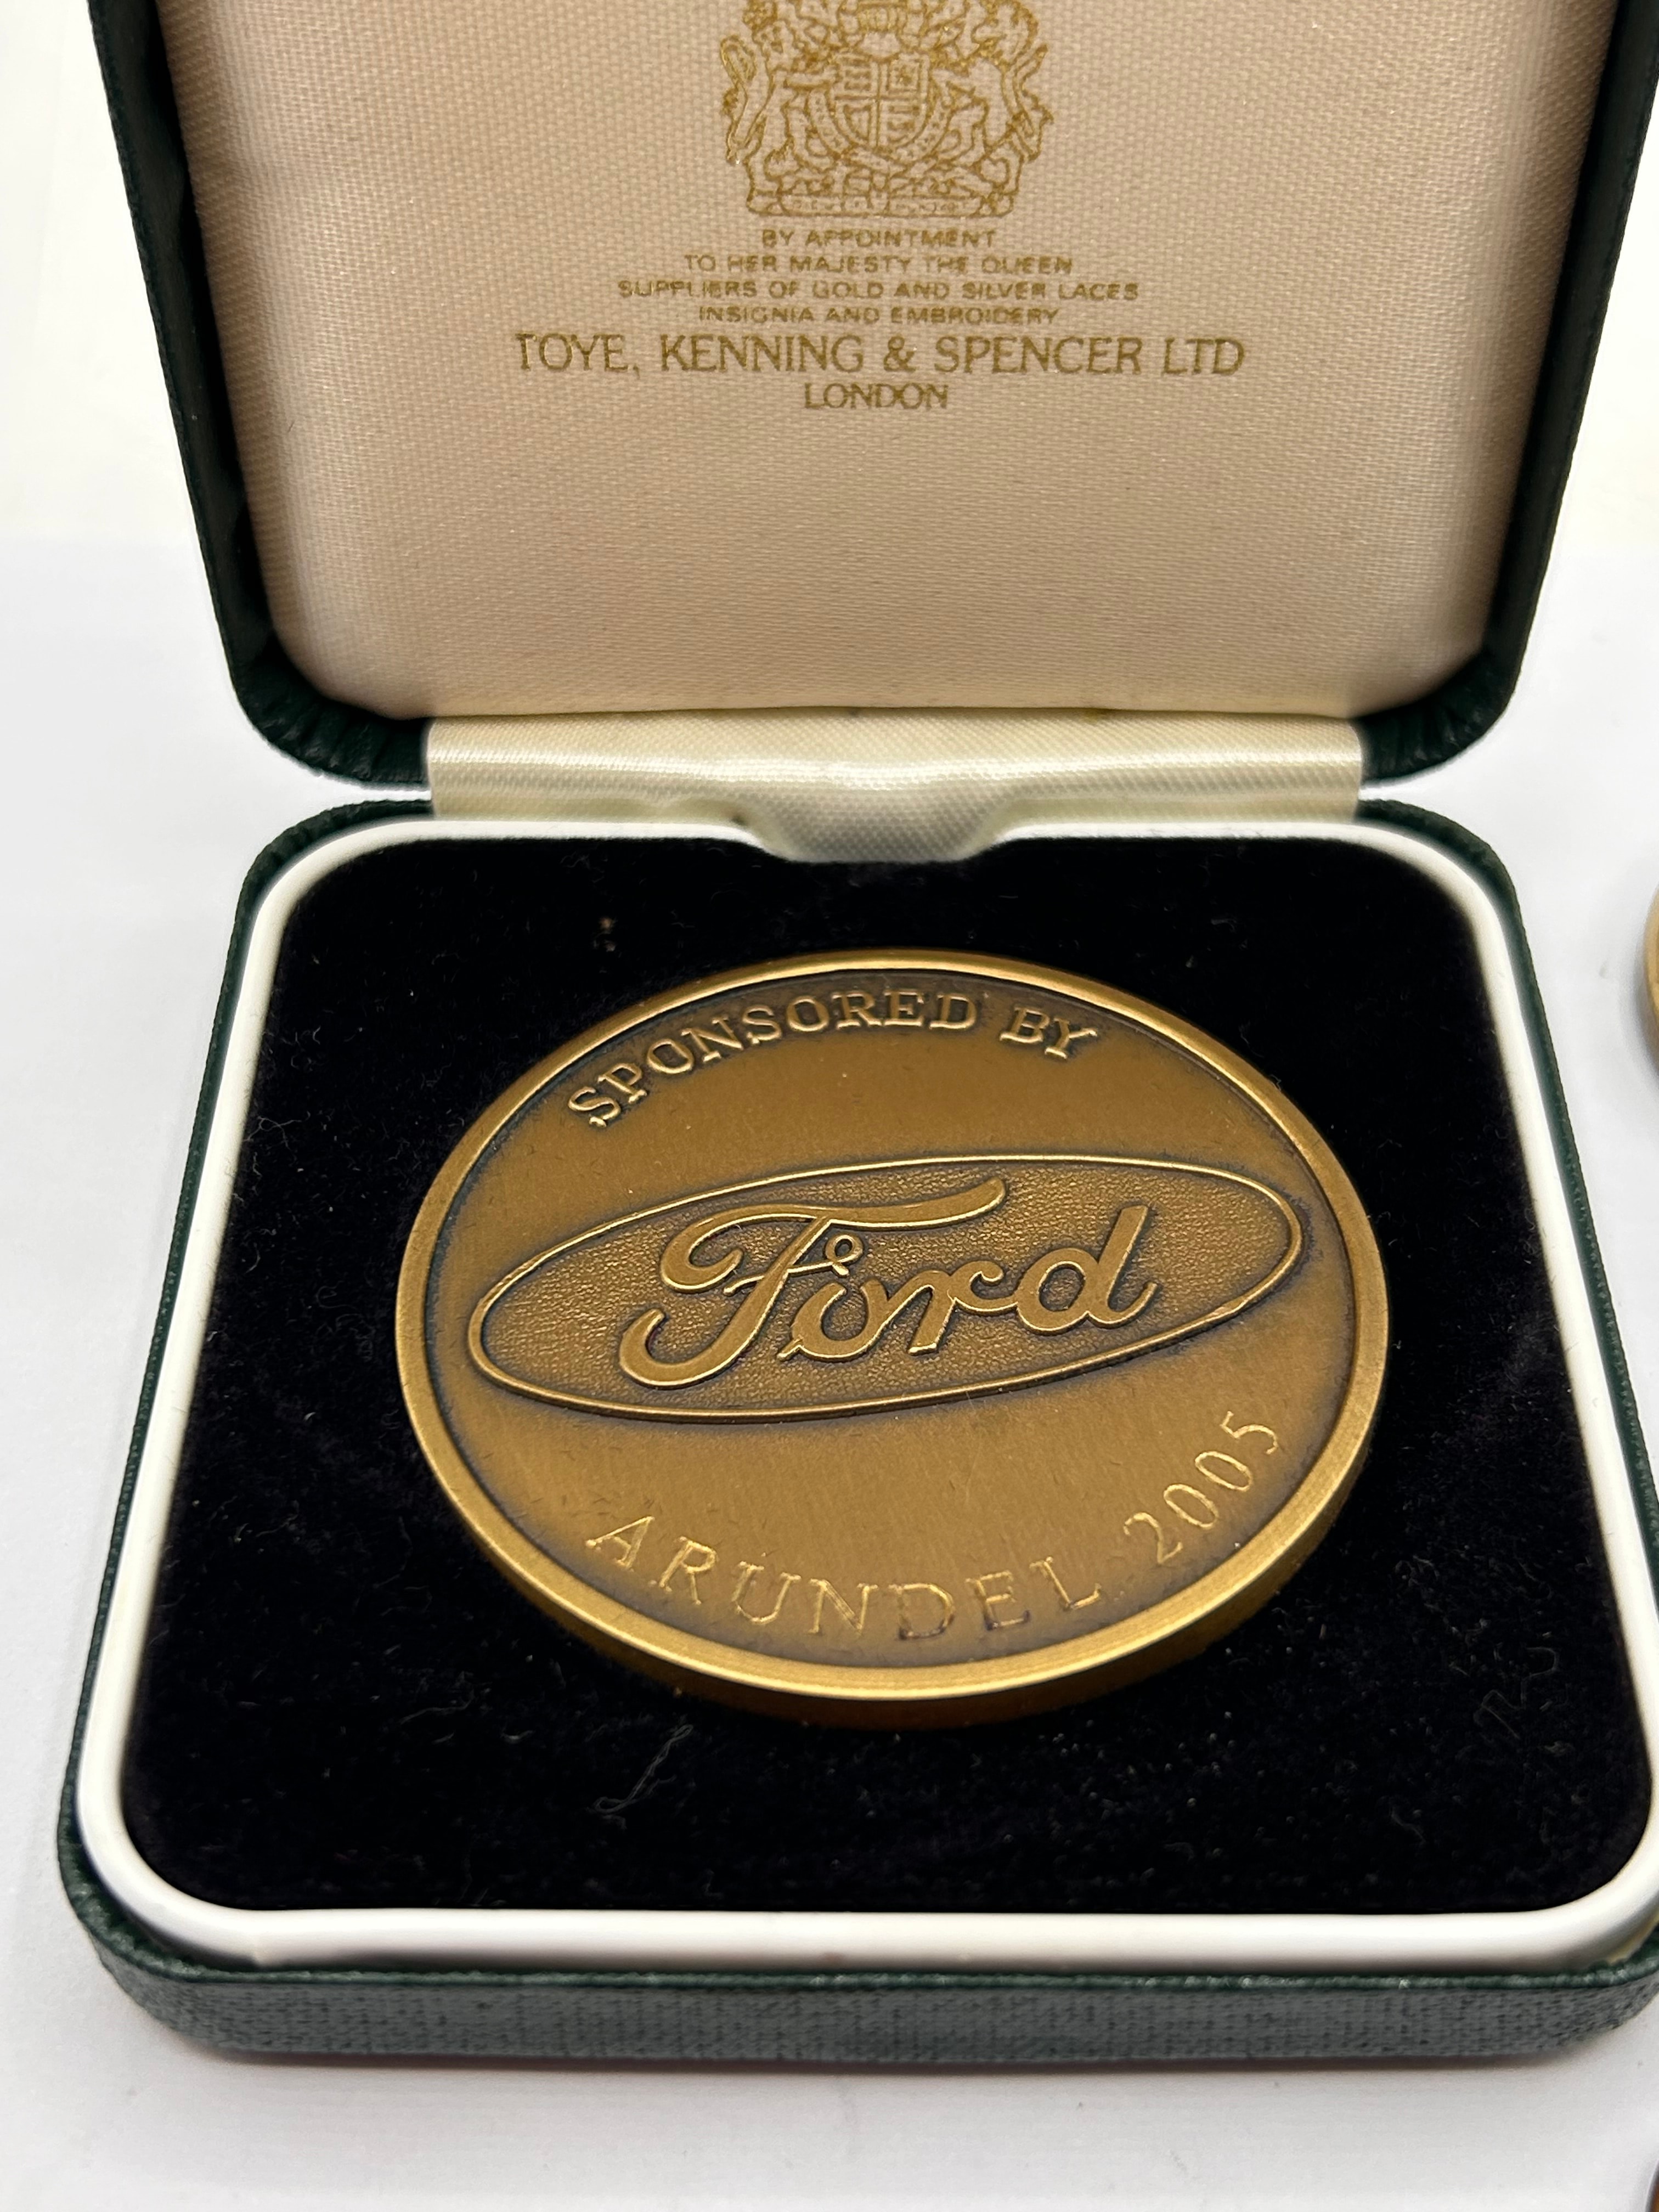 BY APPOINTMENT
TO HER MAJESTY THE QUEEN
SUPPLIERS OF GOLD AND SILVER LACES
INSIGNIA AND EMBROIDERY
TOYE, KENNING & SPENCER LTD
LONDON
SPONSORED BY
Ford
ARUNDEL 2005